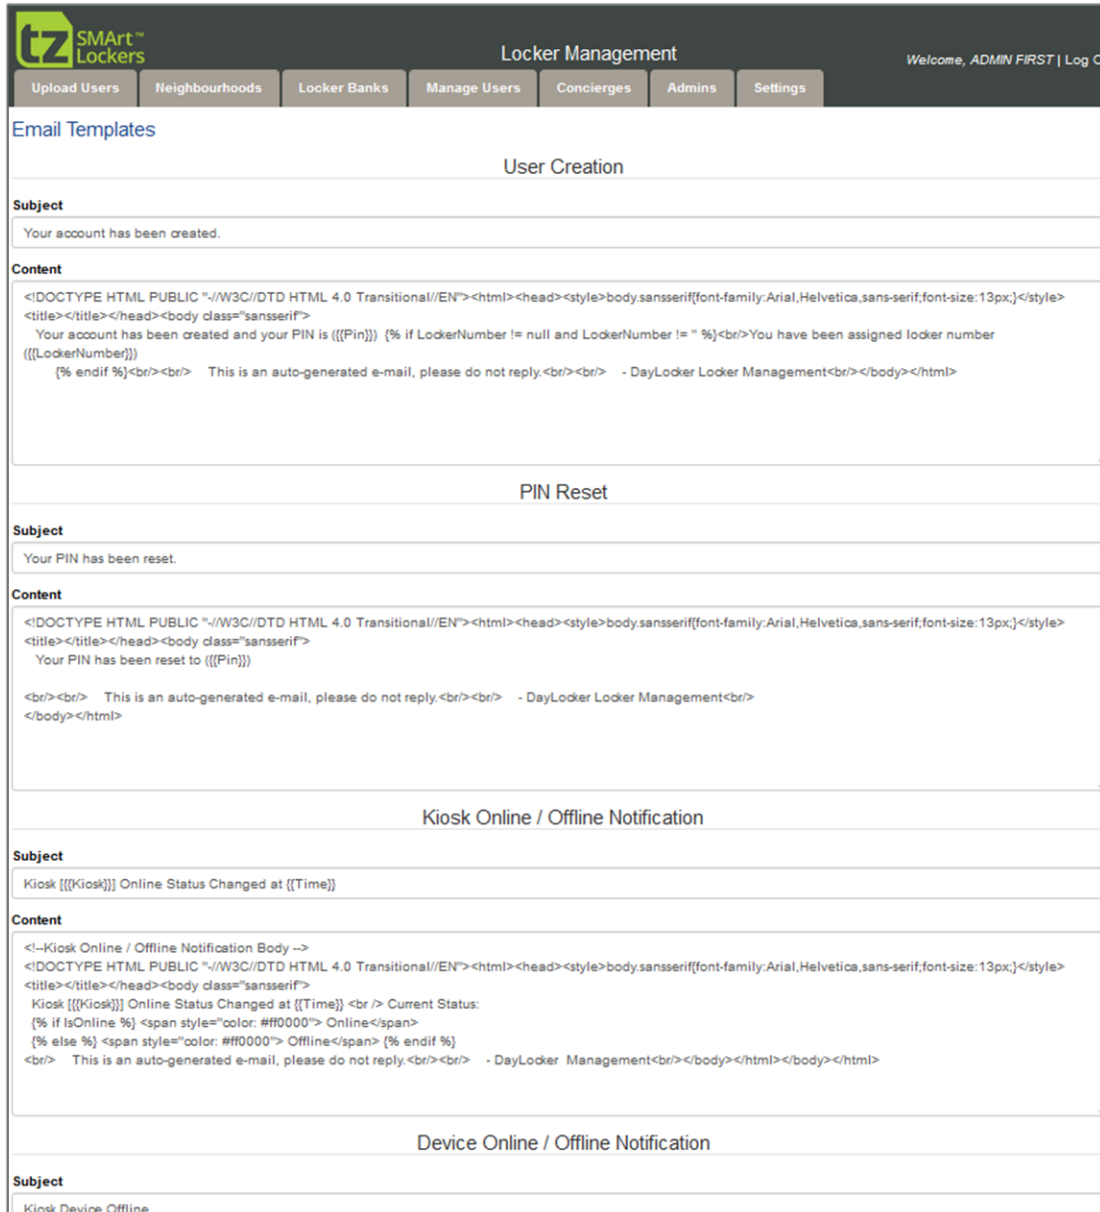 tz SMArt™ Lockers
Locker Management
Welcome, ADMIN FIRST | Log
Upload Users Neighbourhoods Locker Banks Manage Users Concierges Admins Settings
Email Templates
User Creation
Subject
Your account has been created.
Content
<!DOCTYPE HTML PUBLIC "-//W3C//DTD HTML 4.0 Transitional//EN"><html><head><style>body.sansserif{font-family:Arial,Helvetica,sans-serif;font-size:13px;}</style>
<title></title></head><body class="sansserif">
Your account has been created and your PIN is ({{Pin}}) {% if LockerNumber != null and LockerNumber != '' %}<br/>You have been assigned locker number
({{LockerNumber}})
{% endif %}<br/><br/> This is an auto-generated e-mail, please do not reply.<br/><br/> - DayLocker Locker Management<br/></body></html>
PIN Reset
Subject
Your PIN has been reset.
Content
<!DOCTYPE HTML PUBLIC "-//W3C//DTD HTML 4.0 Transitional//EN"><html><head><style>body.sansserif{font-family:Arial,Helvetica,sans-serif;font-size:13px;}</style>
<title></title></head><body class="sansserif">
Your PIN has been reset to ({{Pin}})
<br/><br/> This is an auto-generated e-mail, please do not reply.<br/><br/> - DayLocker Locker Management<br/>
</body></html>
Kiosk Online / Offline Notification
Subject
Kiosk [{{Kiosk}}] Online Status Changed at {{Time}}
Content
<!--Kiosk Online / Offline Notification Body -->
<!DOCTYPE HTML PUBLIC "-//W3C//DTD HTML 4.0 Transitional//EN"><html><head><style>body.sansserif{font-family:Arial,Helvetica,sans-serif;font-size:13px;}</style>
<title></title></head><body class="sansserif">
Kiosk [{{Kiosk}}] Online Status Changed at {{Time}} <br /> Current Status:
{% if IsOnline %} <span style="color: #ff0000"> Online</span>
{% else %} <span style="color: #ff0000"> Offline</span> {% endif %}
<br/> This is an auto-generated e-mail, please do not reply.<br/><br/> - DayLocker Management<br/></body></html></body></html>
Device Online / Offline Notification
Subject
Kiosk Device Offline